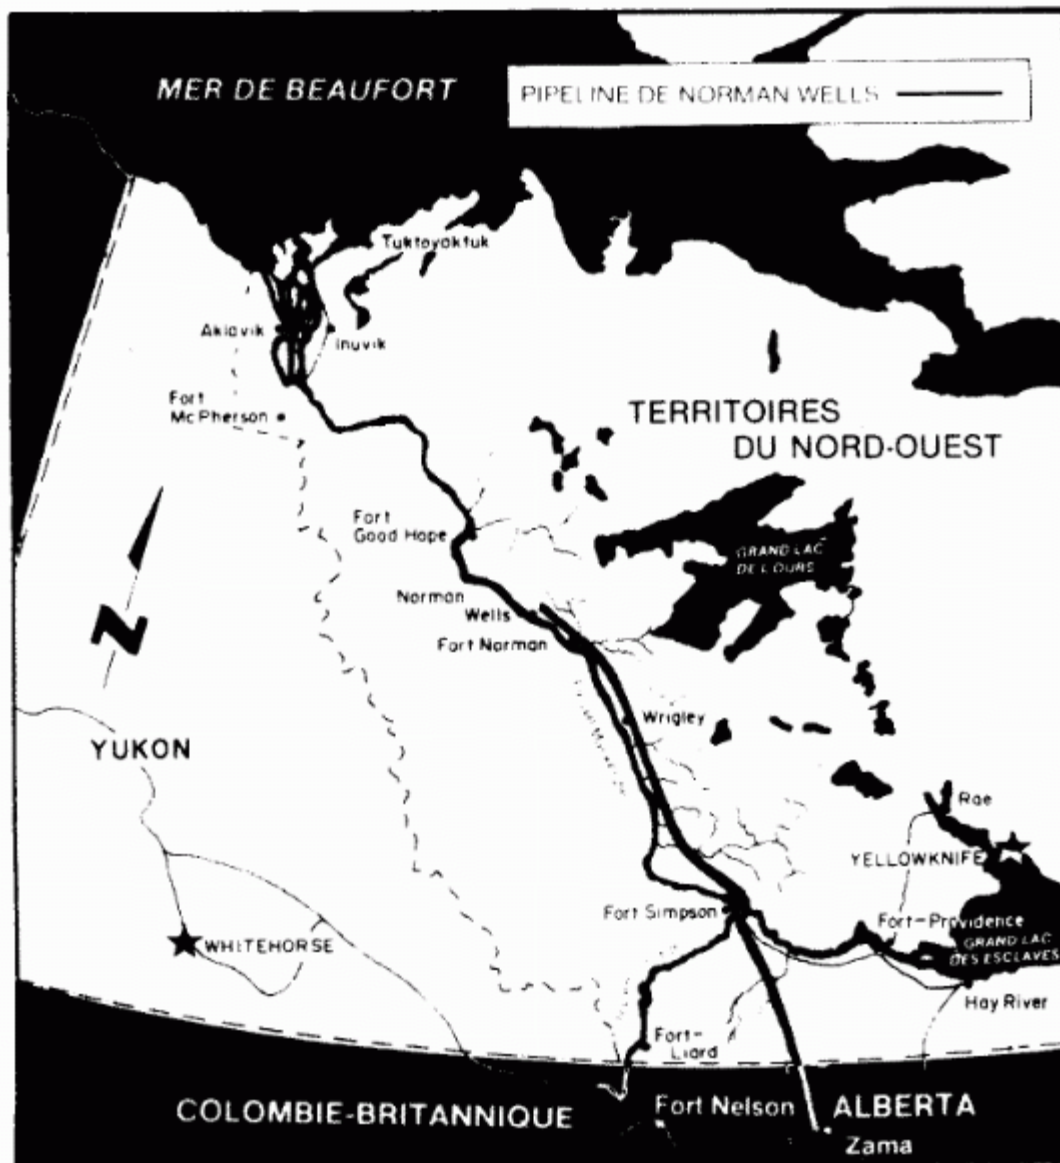 MER DE BEAUFORT
PIPELINE DE NORMAN WELLS
Tuktoyaktuk
Aklavik
Inuvik
Fort
McPherson
TERRITOIRES
DU NORD-OUEST
Fort
Good Hope
GRAND LAC
DE L'OURS
Norman
Wells
Fort Norman
N
Wrigley
YUKON
Rae
YELLOWKNIFE
Fort Simpson
Fort-Providence
WHITEHORSE
GRAND LAC
DES ESCLAVES
Hay River
Fort-
Liard
COLOMBIE-BRITANNIQUE
Fort Nelson
ALBERTA
Zama